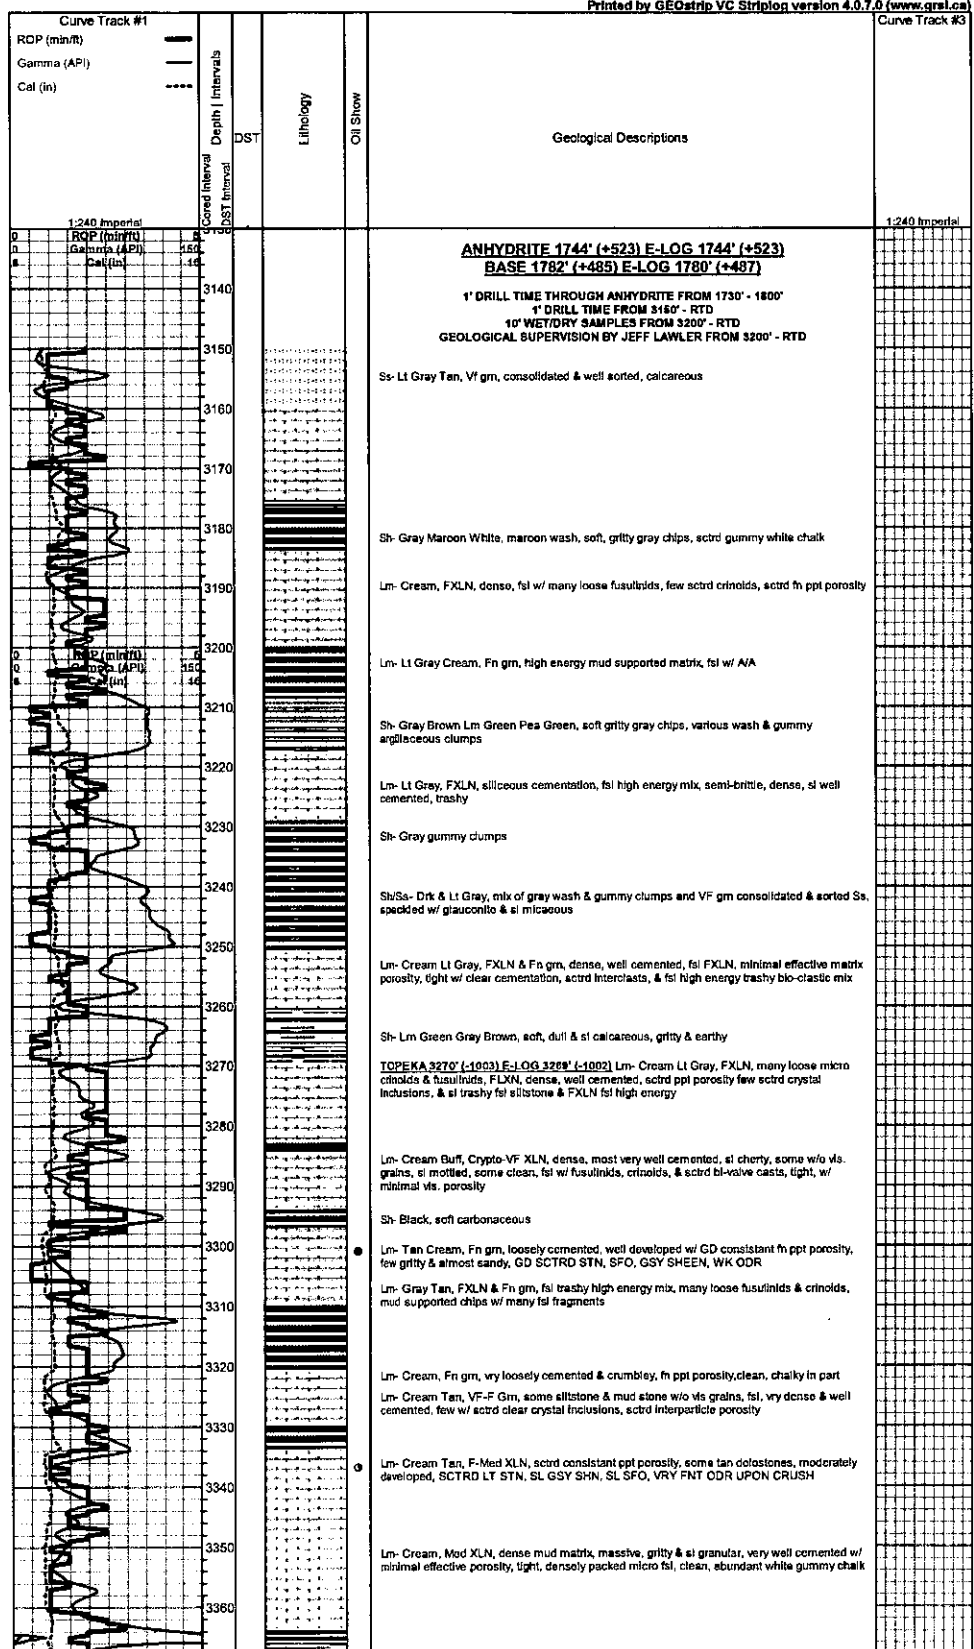 Printed by GEOstrip VC Striplog version 4.0.7.0 (www.grsi.ca)
Curve Track #1
ROP (min/ft)
Gamma (API)
Cal (in)
1:240 Imperial
Cored Interval
Depth | Intervals
DST Interval
DST
Lithology
Oil Show
Geological Descriptions
Curve Track #3
1:240 Imperial
0 ROP (min/ft)
0 Gamma (API) 150
6 Cal (in) 16
ANHYDRITE 1744' (+523) E-LOG 1744' (+523)
BASE 1782' (+485) E-LOG 1780' (+487)
3140
1' DRILL TIME THROUGH ANHYDRITE FROM 1730' - 1800'
1' DRILL TIME FROM 3150' - RTD
10' WET/DRY SAMPLES FROM 3200' - RTD
GEOLOGICAL SUPERVISION BY JEFF LAWLER FROM 3200' - RTD
3150
Ss- Lt Gray Tan, Vf grn, consolidated & well sorted, calcareous
3160
3170
3180
Sh- Gray Maroon White, maroon wash, soft, gritty gray chips, sctrd gummy white chalk
3190
Lm- Cream, FXLN, dense, fsl w/ many loose fusulinids, few sctrd crinoids, sctrd fn ppt porosity
3200
0 ROP (min/ft)
0 Gamma (API) 150
6 Cal (in) 16
Lm- Lt Gray Cream, Fn grn, high energy mud supported matrix, fsl w/ A/A
3210
Sh- Gray Brown Lm Green Pea Green, soft gritty gray chips, various wash & gummy
argillaceous clumps
3220
Lm- Lt Gray, FXLN, siliceous cementation, fsl high energy mix, semi-brittle, dense, sl well
cemented, trashy
3230
Sh- Gray gummy clumps
3240
Sh/Ss- Drk & Lt Gray, mix of gray wash & gummy clumps and VF grn consolidated & sorted Ss,
speckled w/ glauconite & sl micaceous
3250
Lm- Cream Lt Gray, FXLN & Fn grn, dense, well cemented, fsl FXLN, minimal effective matrix
porosity, tight w/ clear cementation, sctrd interclasts, & fsl high energy trashy bio-clastic mix
3260
Sh- Lm Green Gray Brown, soft, dull & sl calcareous, gritty & earthy
3270
TOPEKA 3270' (-1003) E-LOG 3269' (-1002) Lm- Cream Lt Gray, FXLN, many loose micro
crinoids & fusulinids, FLXN, dense, well cemented, sctrd ppt porosity few sctrd crystal
inclusions, & sl trashy fsl siltstone & FXLN fsl high energy
3280
Lm- Cream Buff, Crypto-VF XLN, dense, most very well cemented, sl cherty, some w/o vis.
grains, sl mottled, some clean, fsl w/ fusulinids, crinoids, & sctrd bi-valve casts, tight, w/
minimal vis. porosity
3290
Sh- Black, soft carbonaceous
3300
Lm- Tan Cream, Fn grn, loosely cemented, well developed w/ GD consistant fn ppt porosity,
few gritty & almost sandy, GD SCTRD STN, SFO, GSY SHEEN, WK ODR
Lm- Gray Tan, FXLN & Fn grn, fsl trashy high energy mix, many loose fusulinids & crinoids,
mud supported chips w/ many fsl fragments
3310
3320
Lm- Cream, Fn grn, vry loosely cemented & crumbley, fn ppt porosity,clean, chalky in part
Lm- Cream Tan, VF-F Grn, some siltstone & mud stone w/o vis grains, fsl, vry dense & well
cemented, few w/ sctrd clear crystal inclusions, sctrd interparticle porosity
3330
Lm- Cream Tan, F-Med XLN, sctrd consistant ppt porosity, some tan dolostones, moderately
developed, SCTRD LT STN, SL GSY SHN, SL SFO, VRY FNT ODR UPON CRUSH
3340
3350
Lm- Cream, Med XLN, dense mud matrix, massive, gritty & sl granular, very well cemented w/
minimal effective porosity, tight, densely packed micro fsl, clean, abundant white gummy chalk
3360